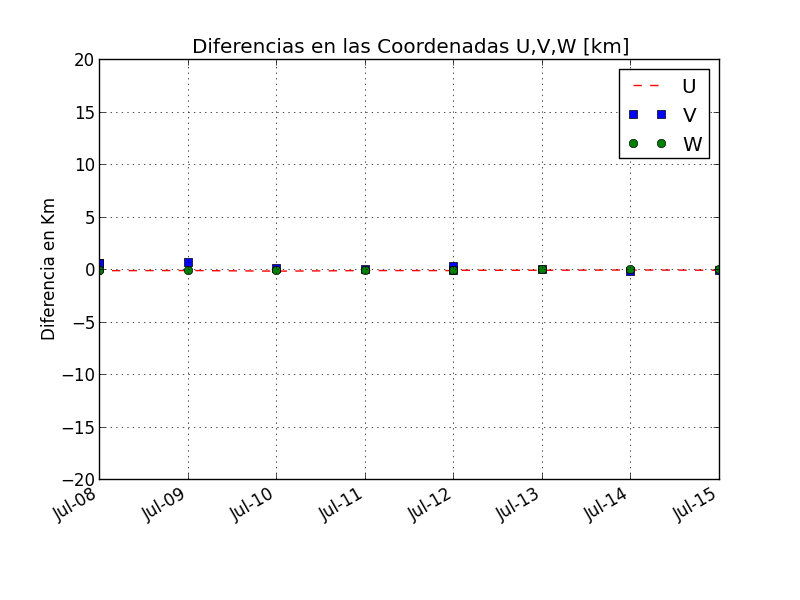 Diferencias en las Coordenadas U,V,W [km]
U
V
W
Diferencia en Km
20
15
10
5
0
−5
−10
−15
−20
Jul-08
Jul-09
Jul-10
Jul-11
Jul-12
Jul-13
Jul-14
Jul-15